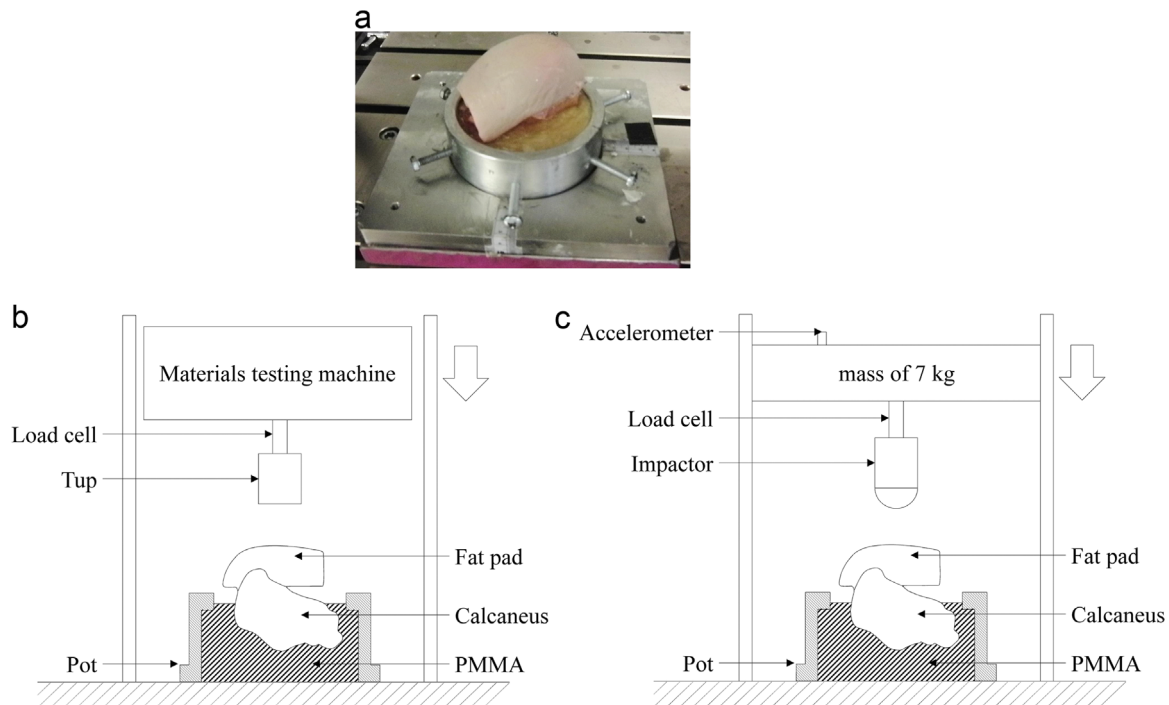 a
b
Materials testing machine
Load cell
Tup
Fat pad
Calcaneus
Pot
PMMA
c
Accelerometer
mass of 7 kg
Load cell
Impactor
Fat pad
Calcaneus
Pot
PMMA